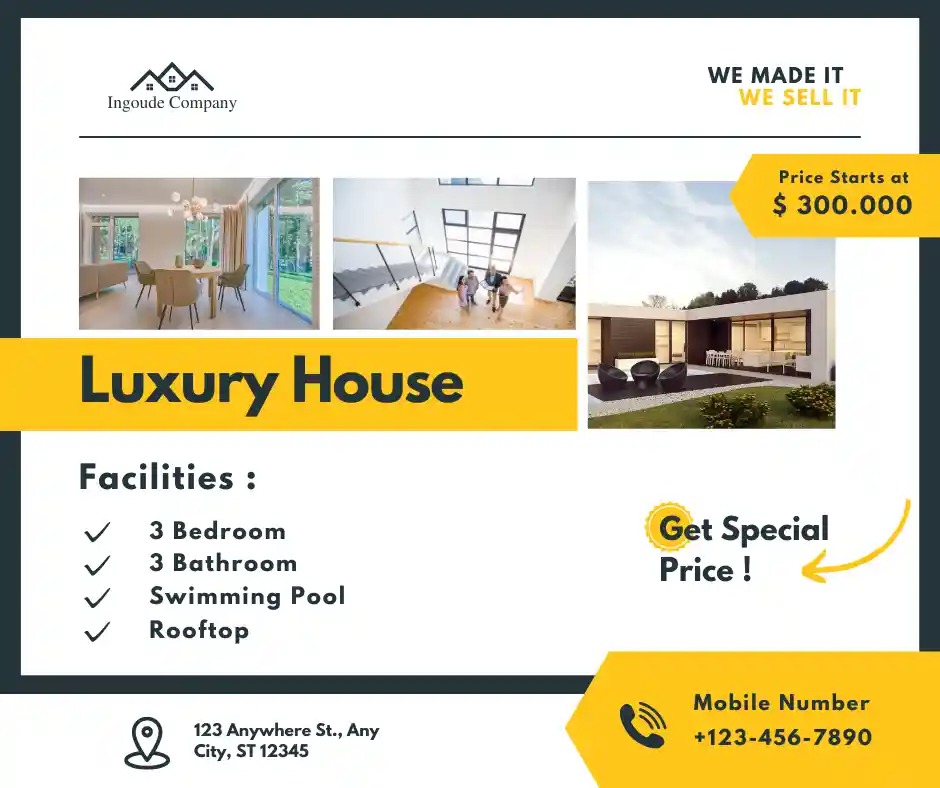 Ingoude Company
WE MADE IT
WE SELL IT
Price Starts at
$ 300.000
Luxury House
Facilities :
3 Bedroom
3 Bathroom
Swimming Pool
Rooftop
Get Special
Price !
123 Anywhere St., Any
City, ST 12345
Mobile Number
+123-456-7890